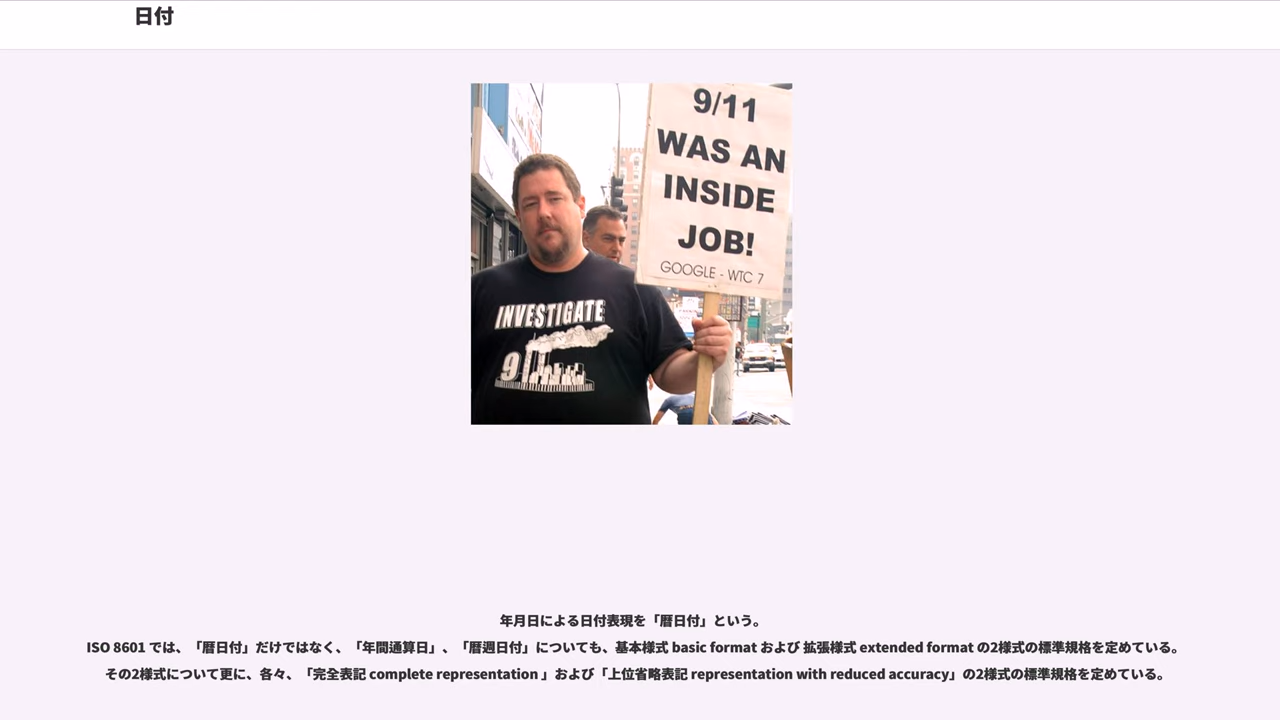 日付
9/11
WAS AN
INSIDE
JOB!
GOOGLE - WTC 7
INVESTIGATE
9
年月日による日付表現を「暦日付」という。
ISO 8601 では、「暦日付」だけではなく、「年間通算日」、「暦週日付」についても、基本様式 basic format および 拡張様式 extended format の2様式の標準規格を定めている。
その2様式について更に、各々、「完全表記 complete representation 」および「上位省略表記 representation with reduced accuracy」の2様式の標準規格を定めている。